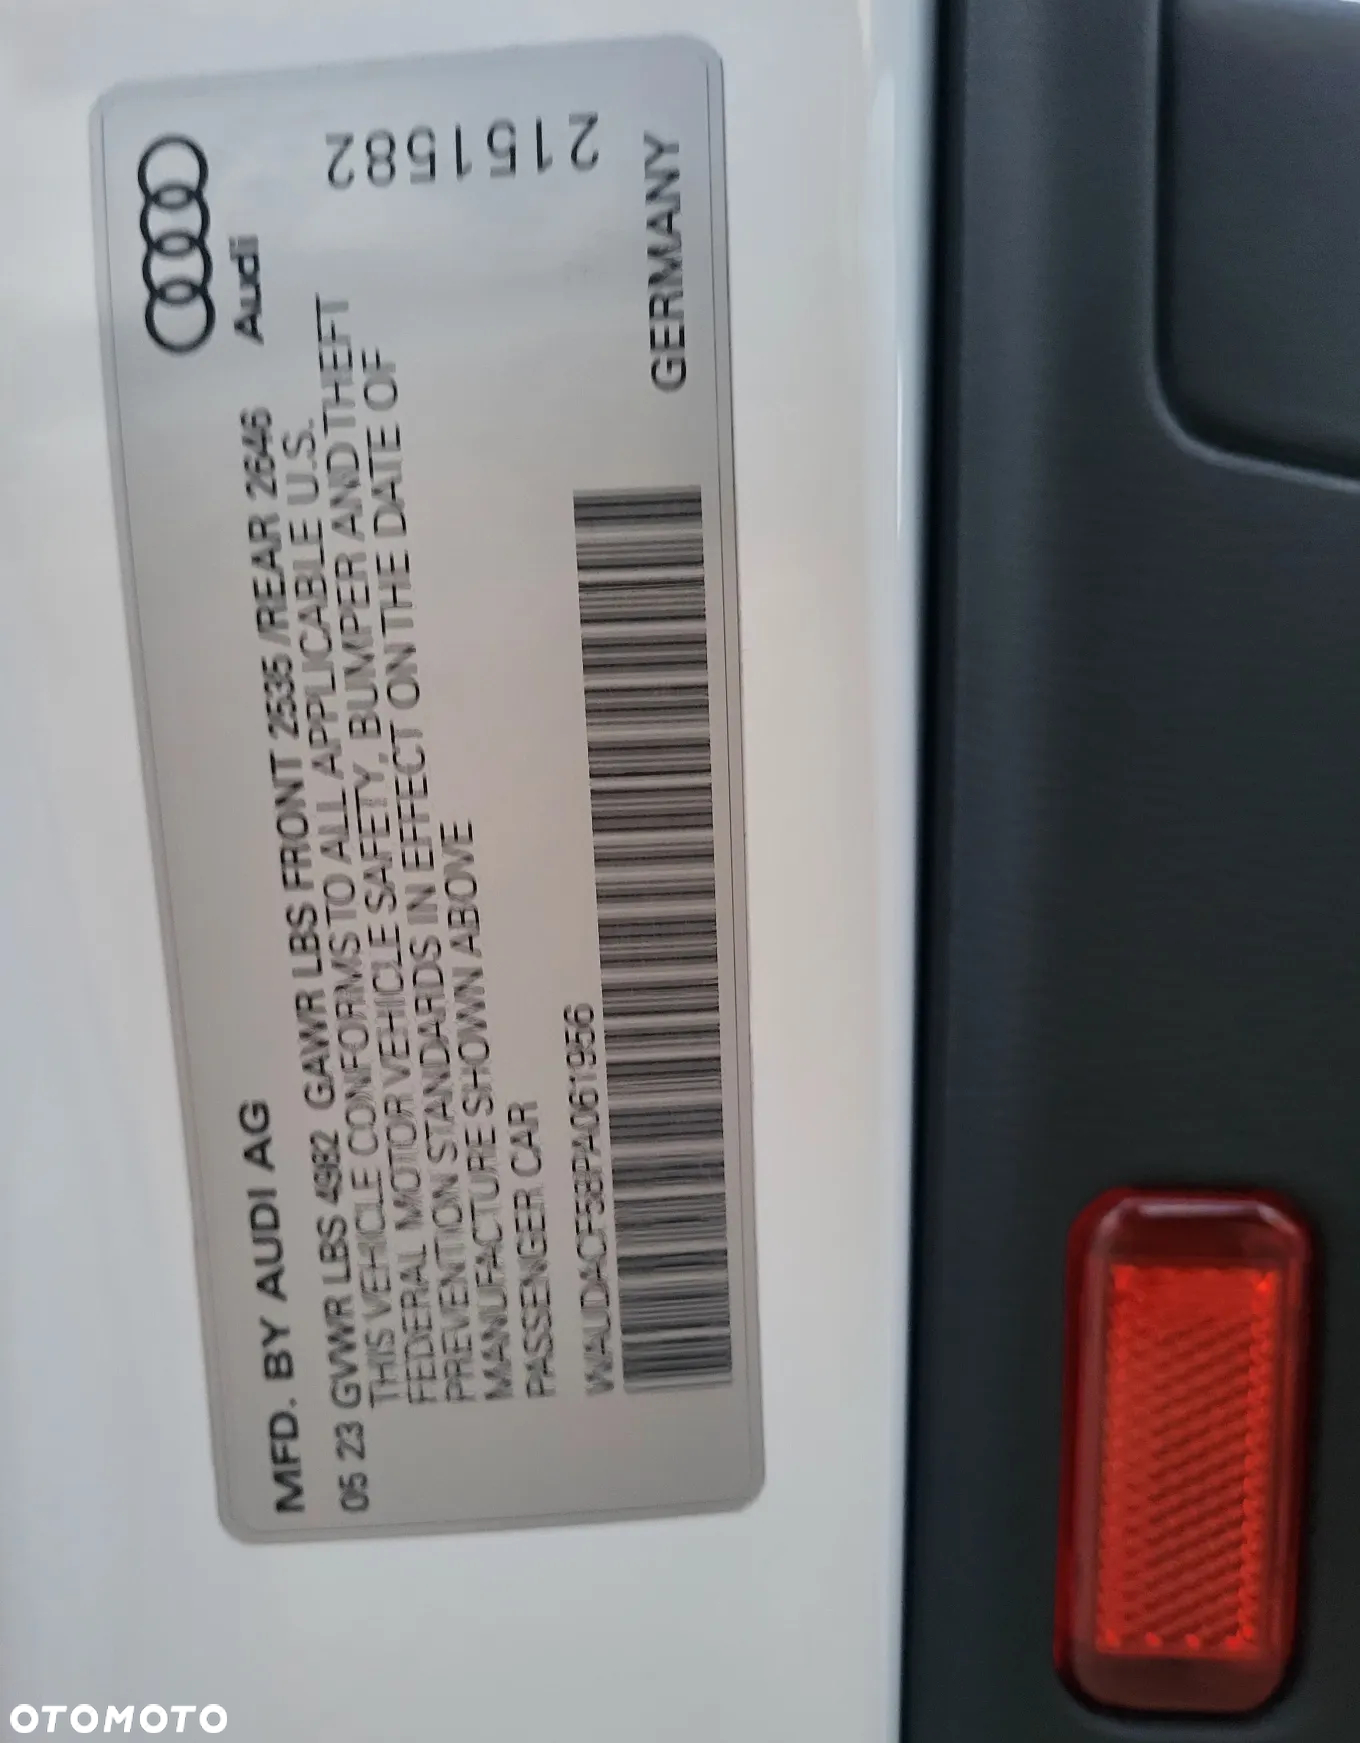 MFD. BY AUDI AG
Audi
05 23 GVWR LBS 4982 GAWR LBS FRONT 2535 /REAR 2646
THIS VEHICLE CONFORMS TO ALL APPLICABLE U.S.
FEDERAL MOTOR VEHICLE SAFETY, BUMPER AND THEFT
PREVENTION STANDARDS IN EFFECT ON THE DATE OF
MANUFACTURE SHOWN ABOVE
PASSENGER CAR
WAUDACF58PA061956
GERMANY
2151582
OTOMOTO